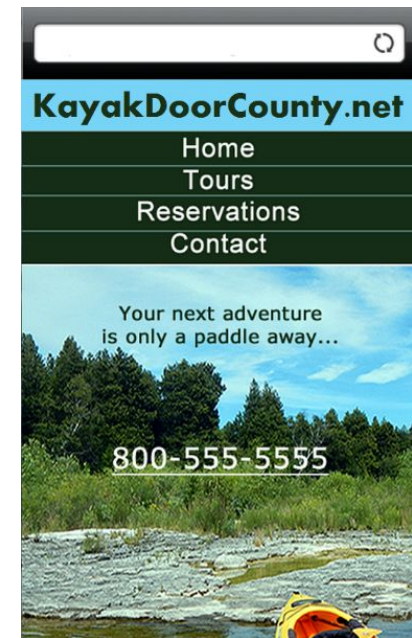 KayakDoorCounty.net
Home
Tours
Reservations
Contact
Your next adventure
is only a paddle away...
800-555-5555